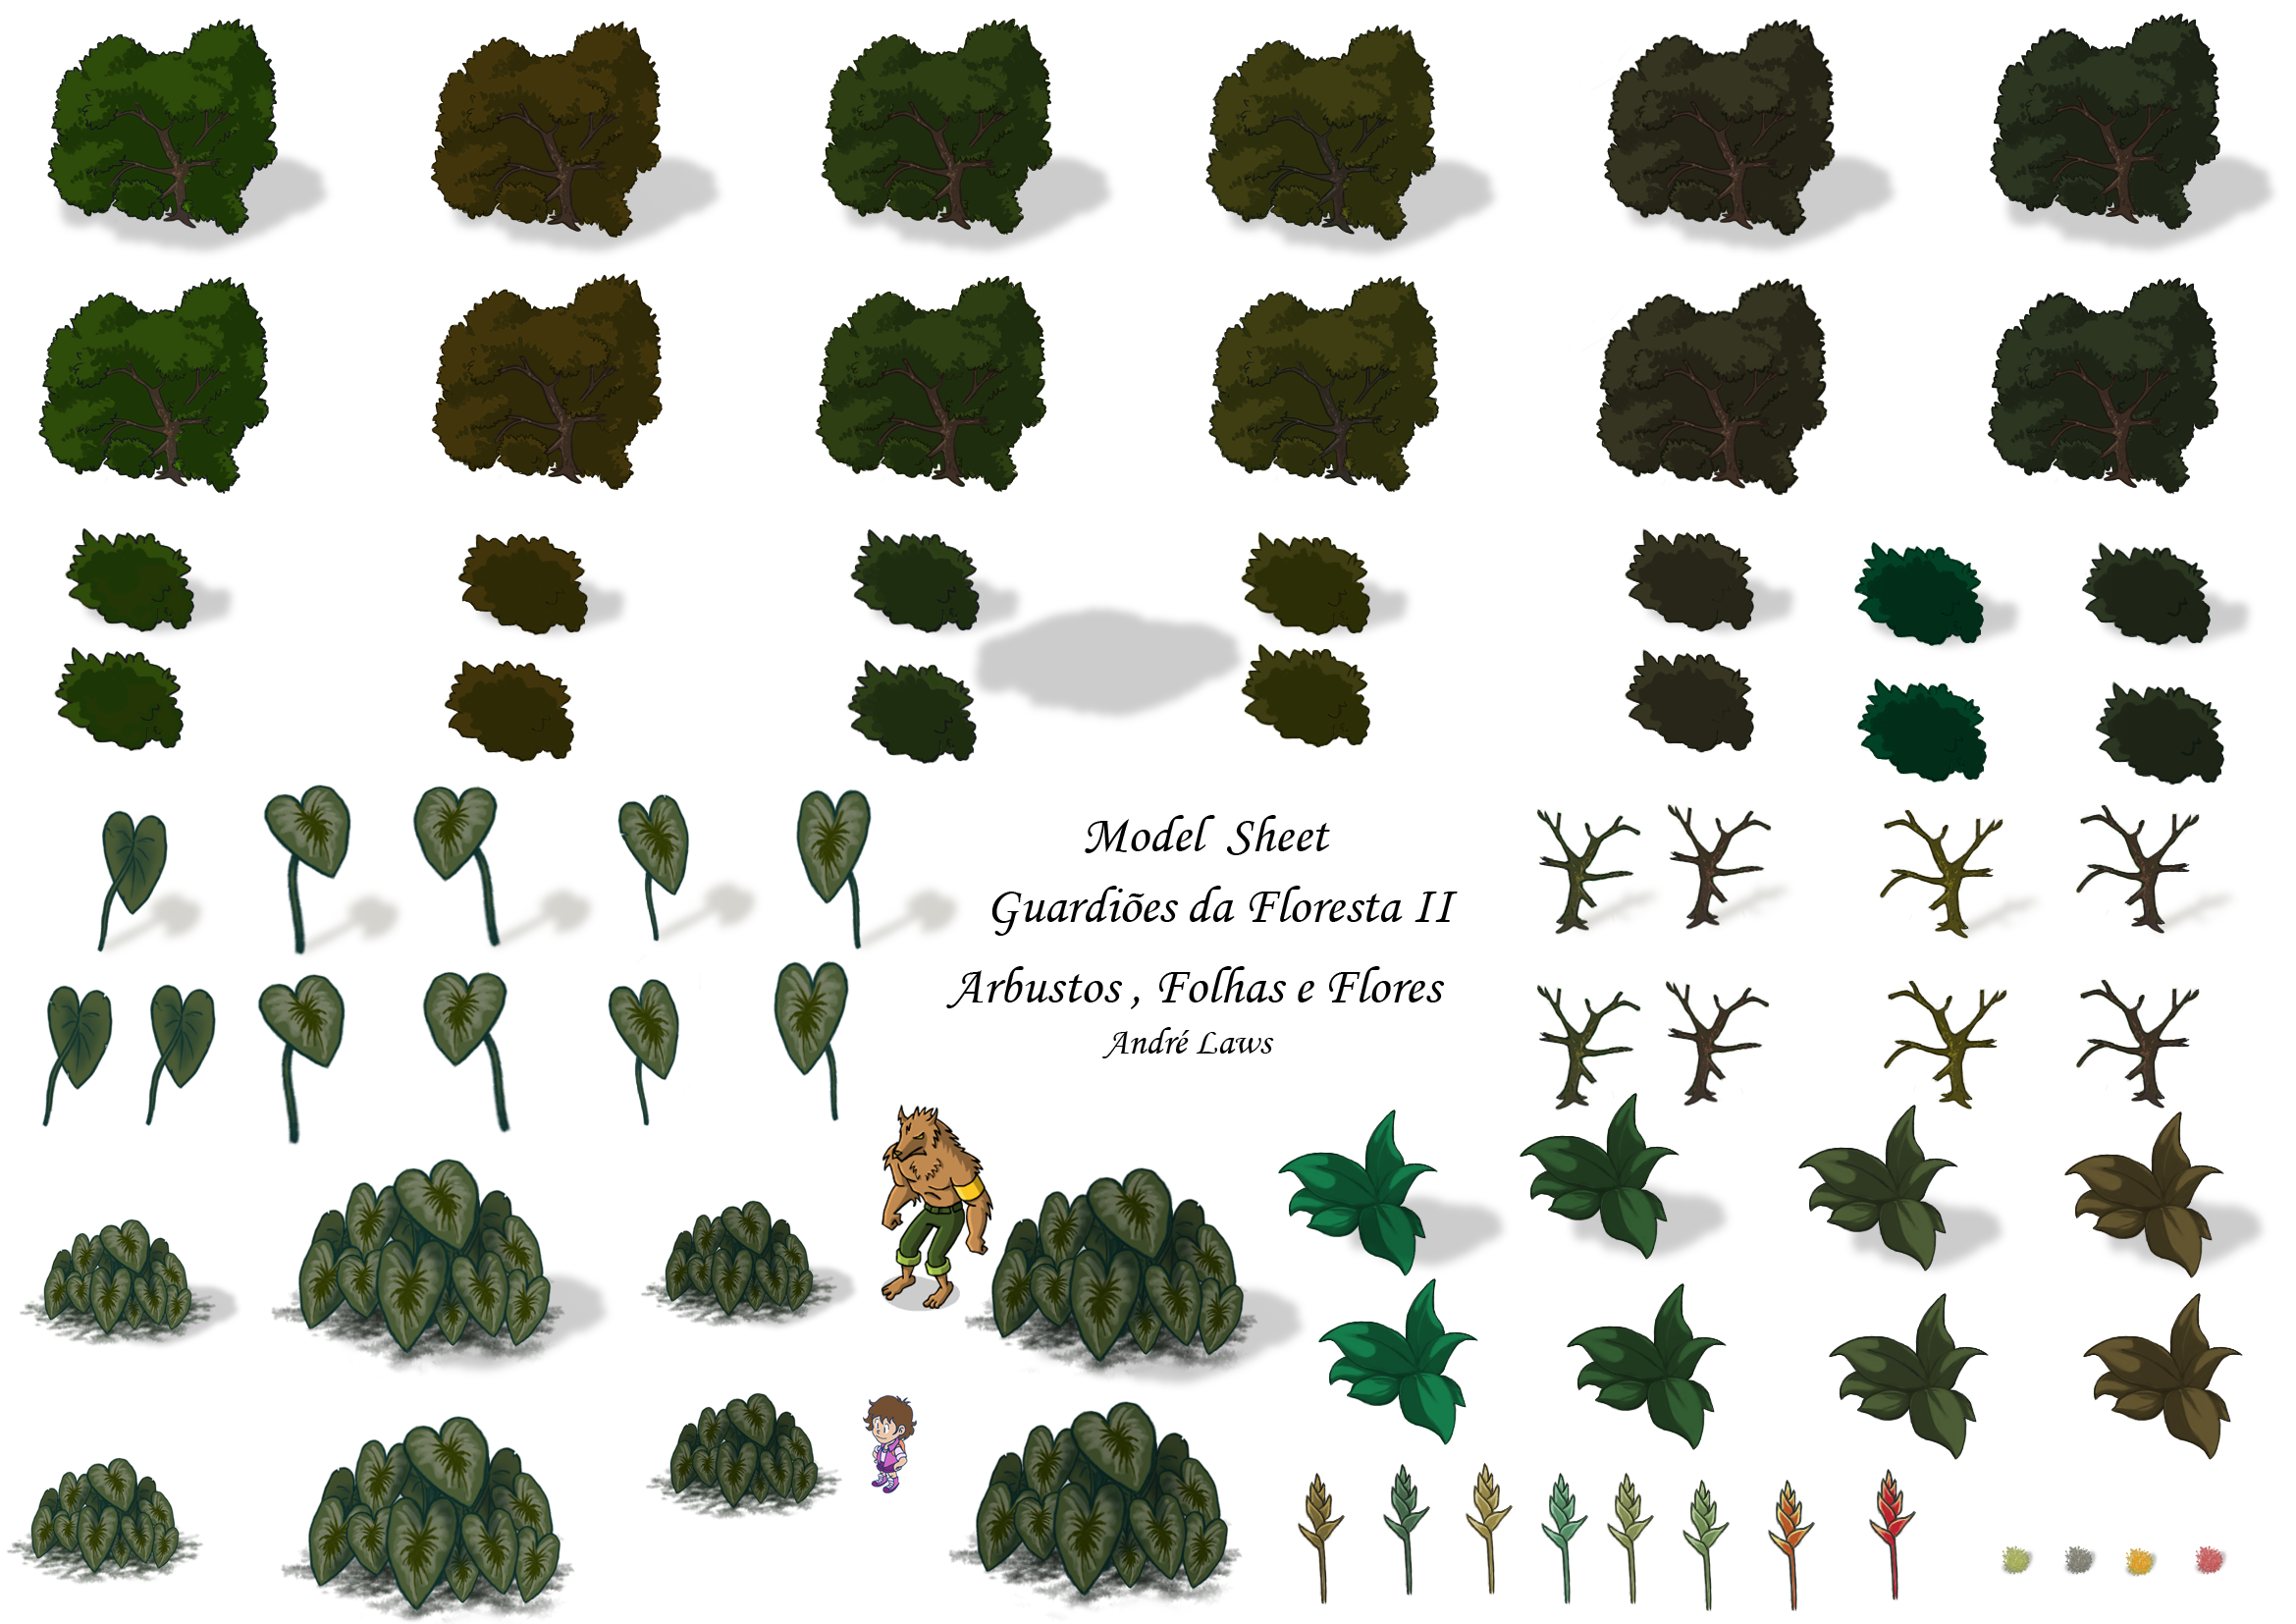 Model Sheet
Guardiões da Floresta II
Arbustos , Folhas e Flores
André Laws